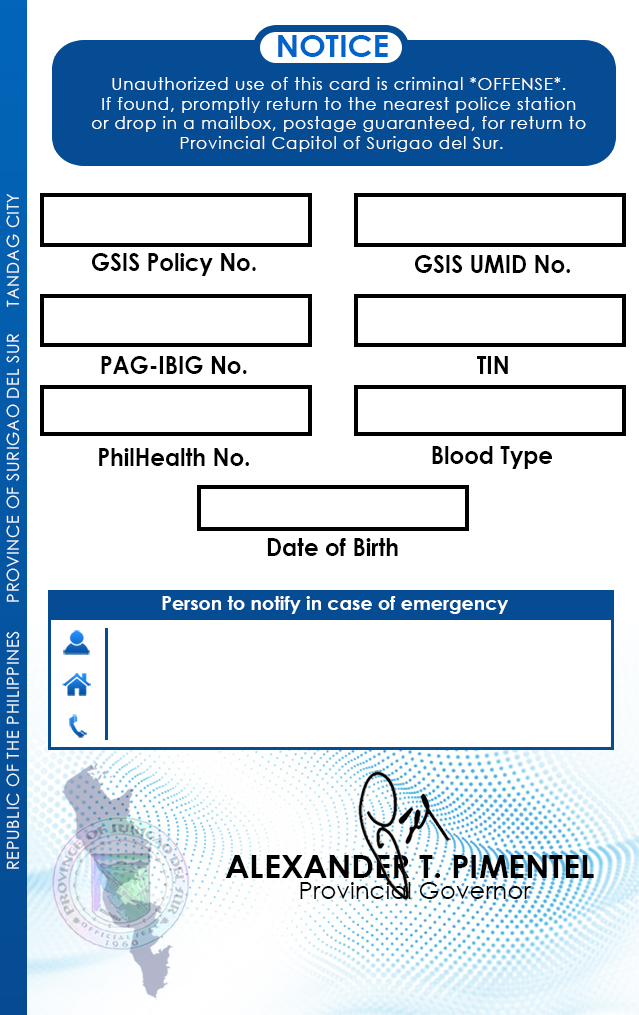 NOTICE
Unauthorized use of this card is criminal *OFFENSE*.
If found, promptly return to the nearest police station
or drop in a mailbox, postage guaranteed, for return to
Provincial Capitol of Surigao del Sur.
REPUBLIC OF THE PHILIPPINES PROVINCE OF SURIGAO DEL SUR TANDAG CITY
GSIS Policy No.
GSIS UMID No.
PAG-IBIG No.
TIN
PhilHealth No.
Blood Type
Date of Birth
Person to notify in case of emergency
PROVINCE OF SURIGAO DEL SUR
OFFICIAL SEAL
1960
ALEXANDER T. PIMENTEL
Provincial Governor